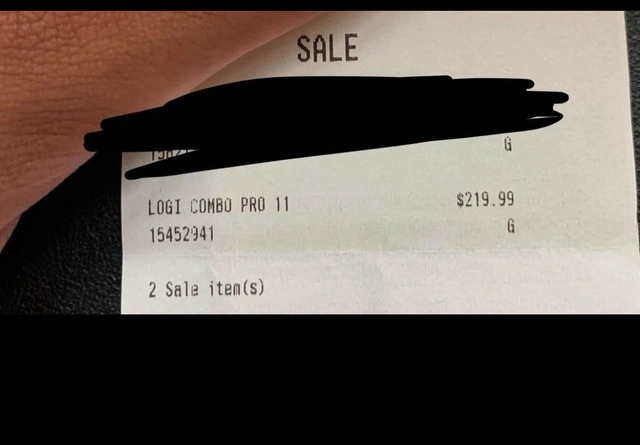 SALE
G
LOGI COMBO PRO 11 $219.99
15452941 G
2 Sale item(s)